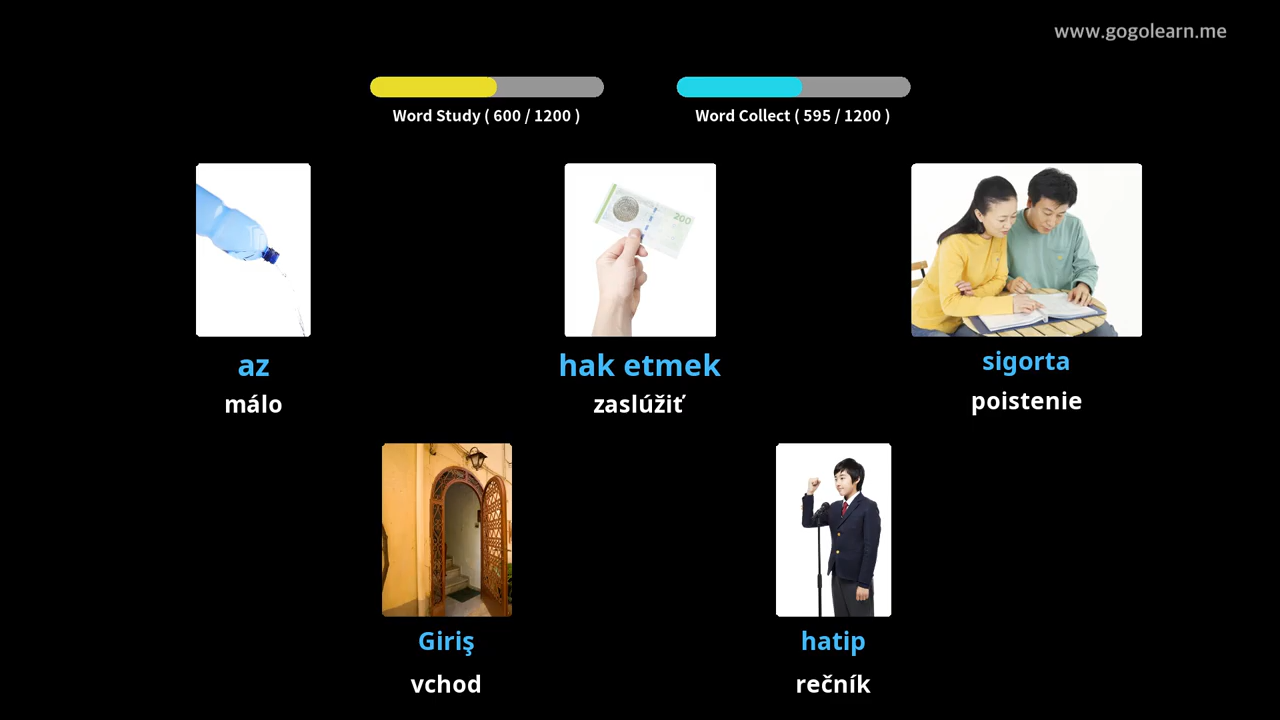 www.gogolearn.me
Word Study ( 600 / 1200 )
Word Collect ( 595 / 1200 )
az
hak etmek
sigorta
málo
zaslúžiť
poistenie
Giriş
hatip
vchod
rečník